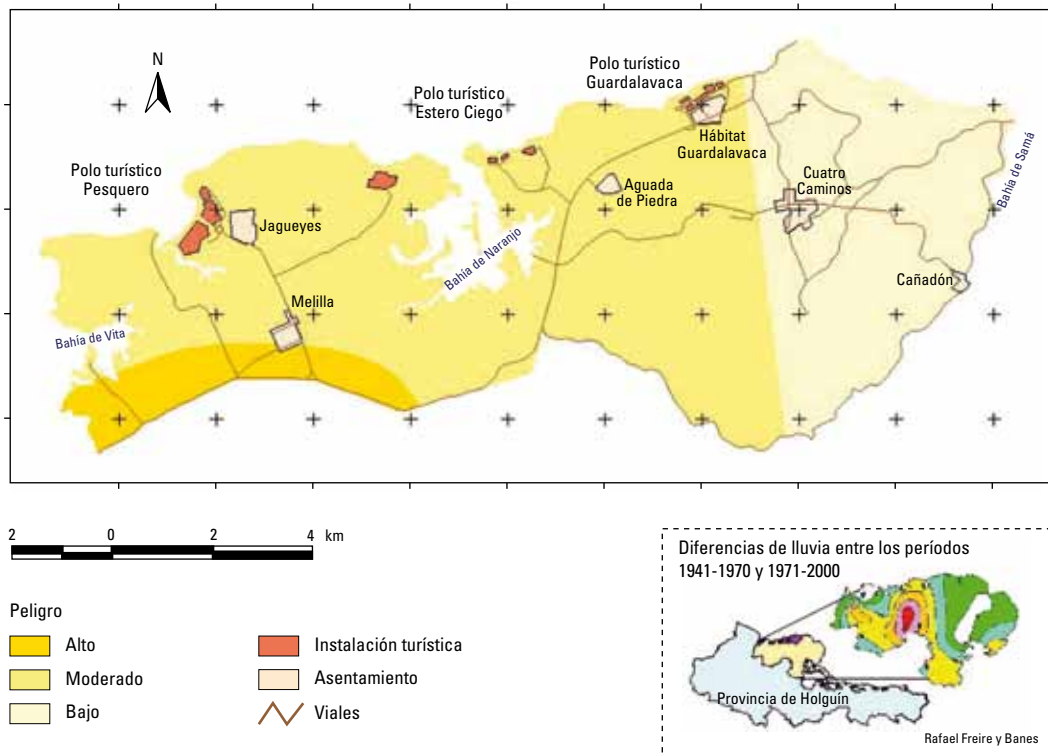 N
Polo turístico
Guardalavaca
Polo turístico
Estero Ciego
Hábitat
Guardalavaca
Polo turístico
Pesquero
Cuatro
Caminos
Aguada
de Piedra
Bahía de Samá
Jagueyes
Bahía de Naranjo
Cañadón
Melilla
Bahía de Vita
2 0 2 4 km
Peligro
Alto
Moderado
Bajo
Instalación turística
Asentamiento
Viales
Diferencias de lluvia entre los períodos
1941-1970 y 1971-2000
Provincia de Holguín
Rafael Freire y Banes